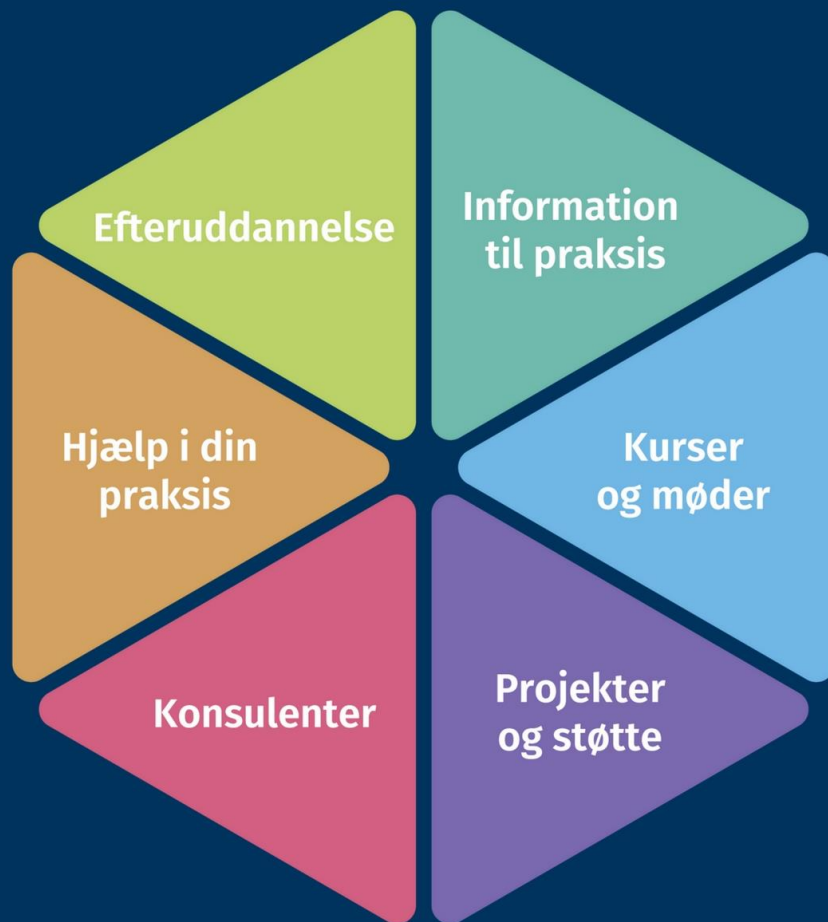 Efteruddannelse
Information
til praksis
Hjælp i din
praksis
Kurser
og møder
Konsulenter
Projekter
og støtte